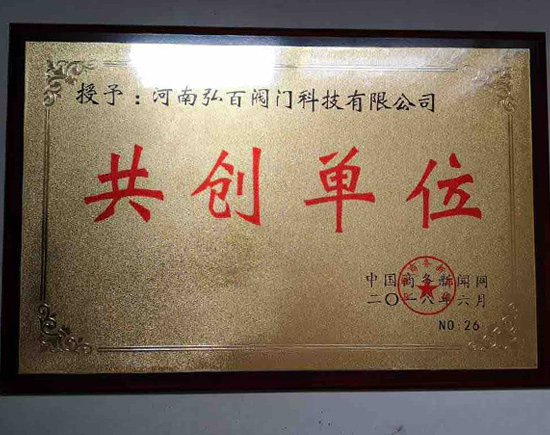 授予：河南弘百阀门科技有限公司
共创单位
中国商务新闻网
二〇一八年六月
NO:26